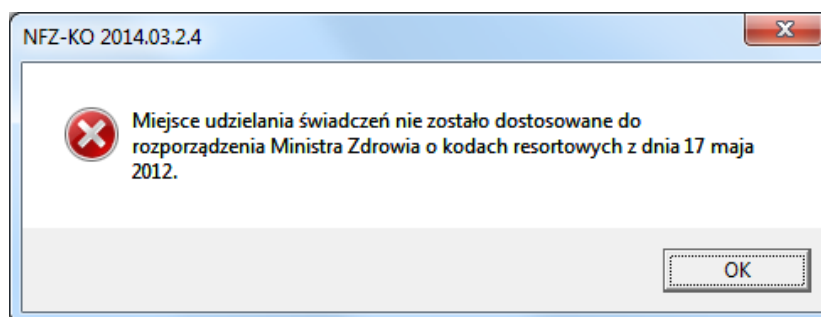 NFZ-KO 2014.03.2.4
Miejsce udzielania świadczeń nie zostało dostosowane do
rozporządzenia Ministra Zdrowia o kodach resortowych z dnia 17 maja
2012.
OK